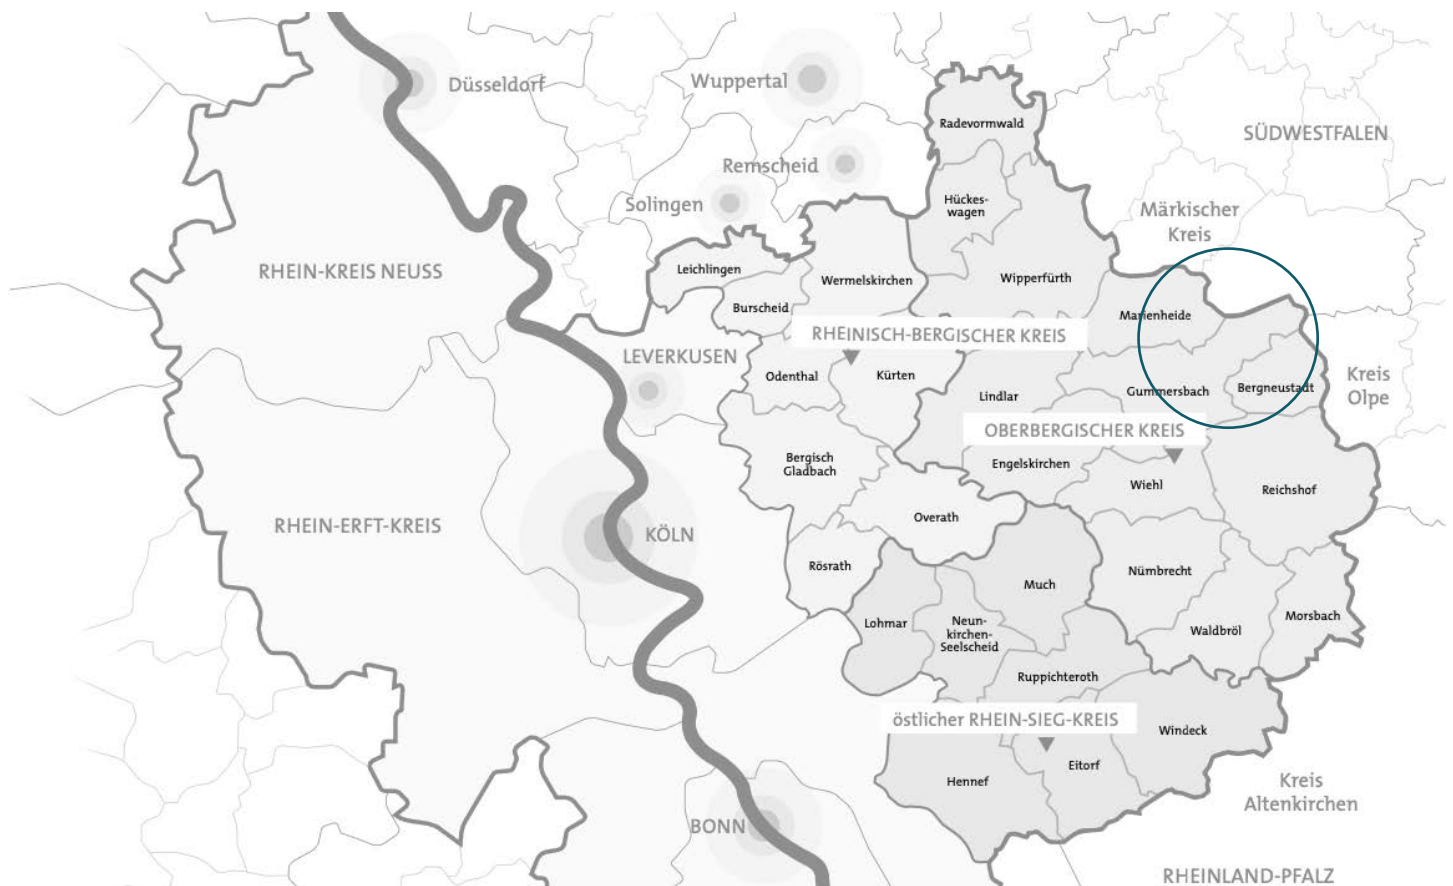 Düsseldorf
Wuppertal
Radevormwald
SÜDWESTFALEN
Remscheid
Solingen
Hückes-
wagen
Märkischer
Kreis
RHEIN-KREIS NEUSS
Leichlingen
Wermelskirchen
Wipperfürth
Burscheid
Marienheide
RHEINISCH-BERGISCHER KREIS
LEVERKUSEN
Odenthal
Kürten
Lindlar
Gummersbach
Bergneustadt
Kreis
Olpe
OBERBERGISCHER KREIS
Bergisch
Gladbach
Engelskirchen
Wiehl
Reichshof
RHEIN-ERFT-KREIS
KÖLN
Overath
Rösrath
Much
Nümbrecht
Lohmar
Neun-
kirchen-
Seelscheid
Waldbröl
Morsbach
Ruppichteroth
östlicher RHEIN-SIEG-KREIS
Windeck
Hennef
Eitorf
Kreis
Altenkirchen
BONN
RHEINLAND-PFALZ